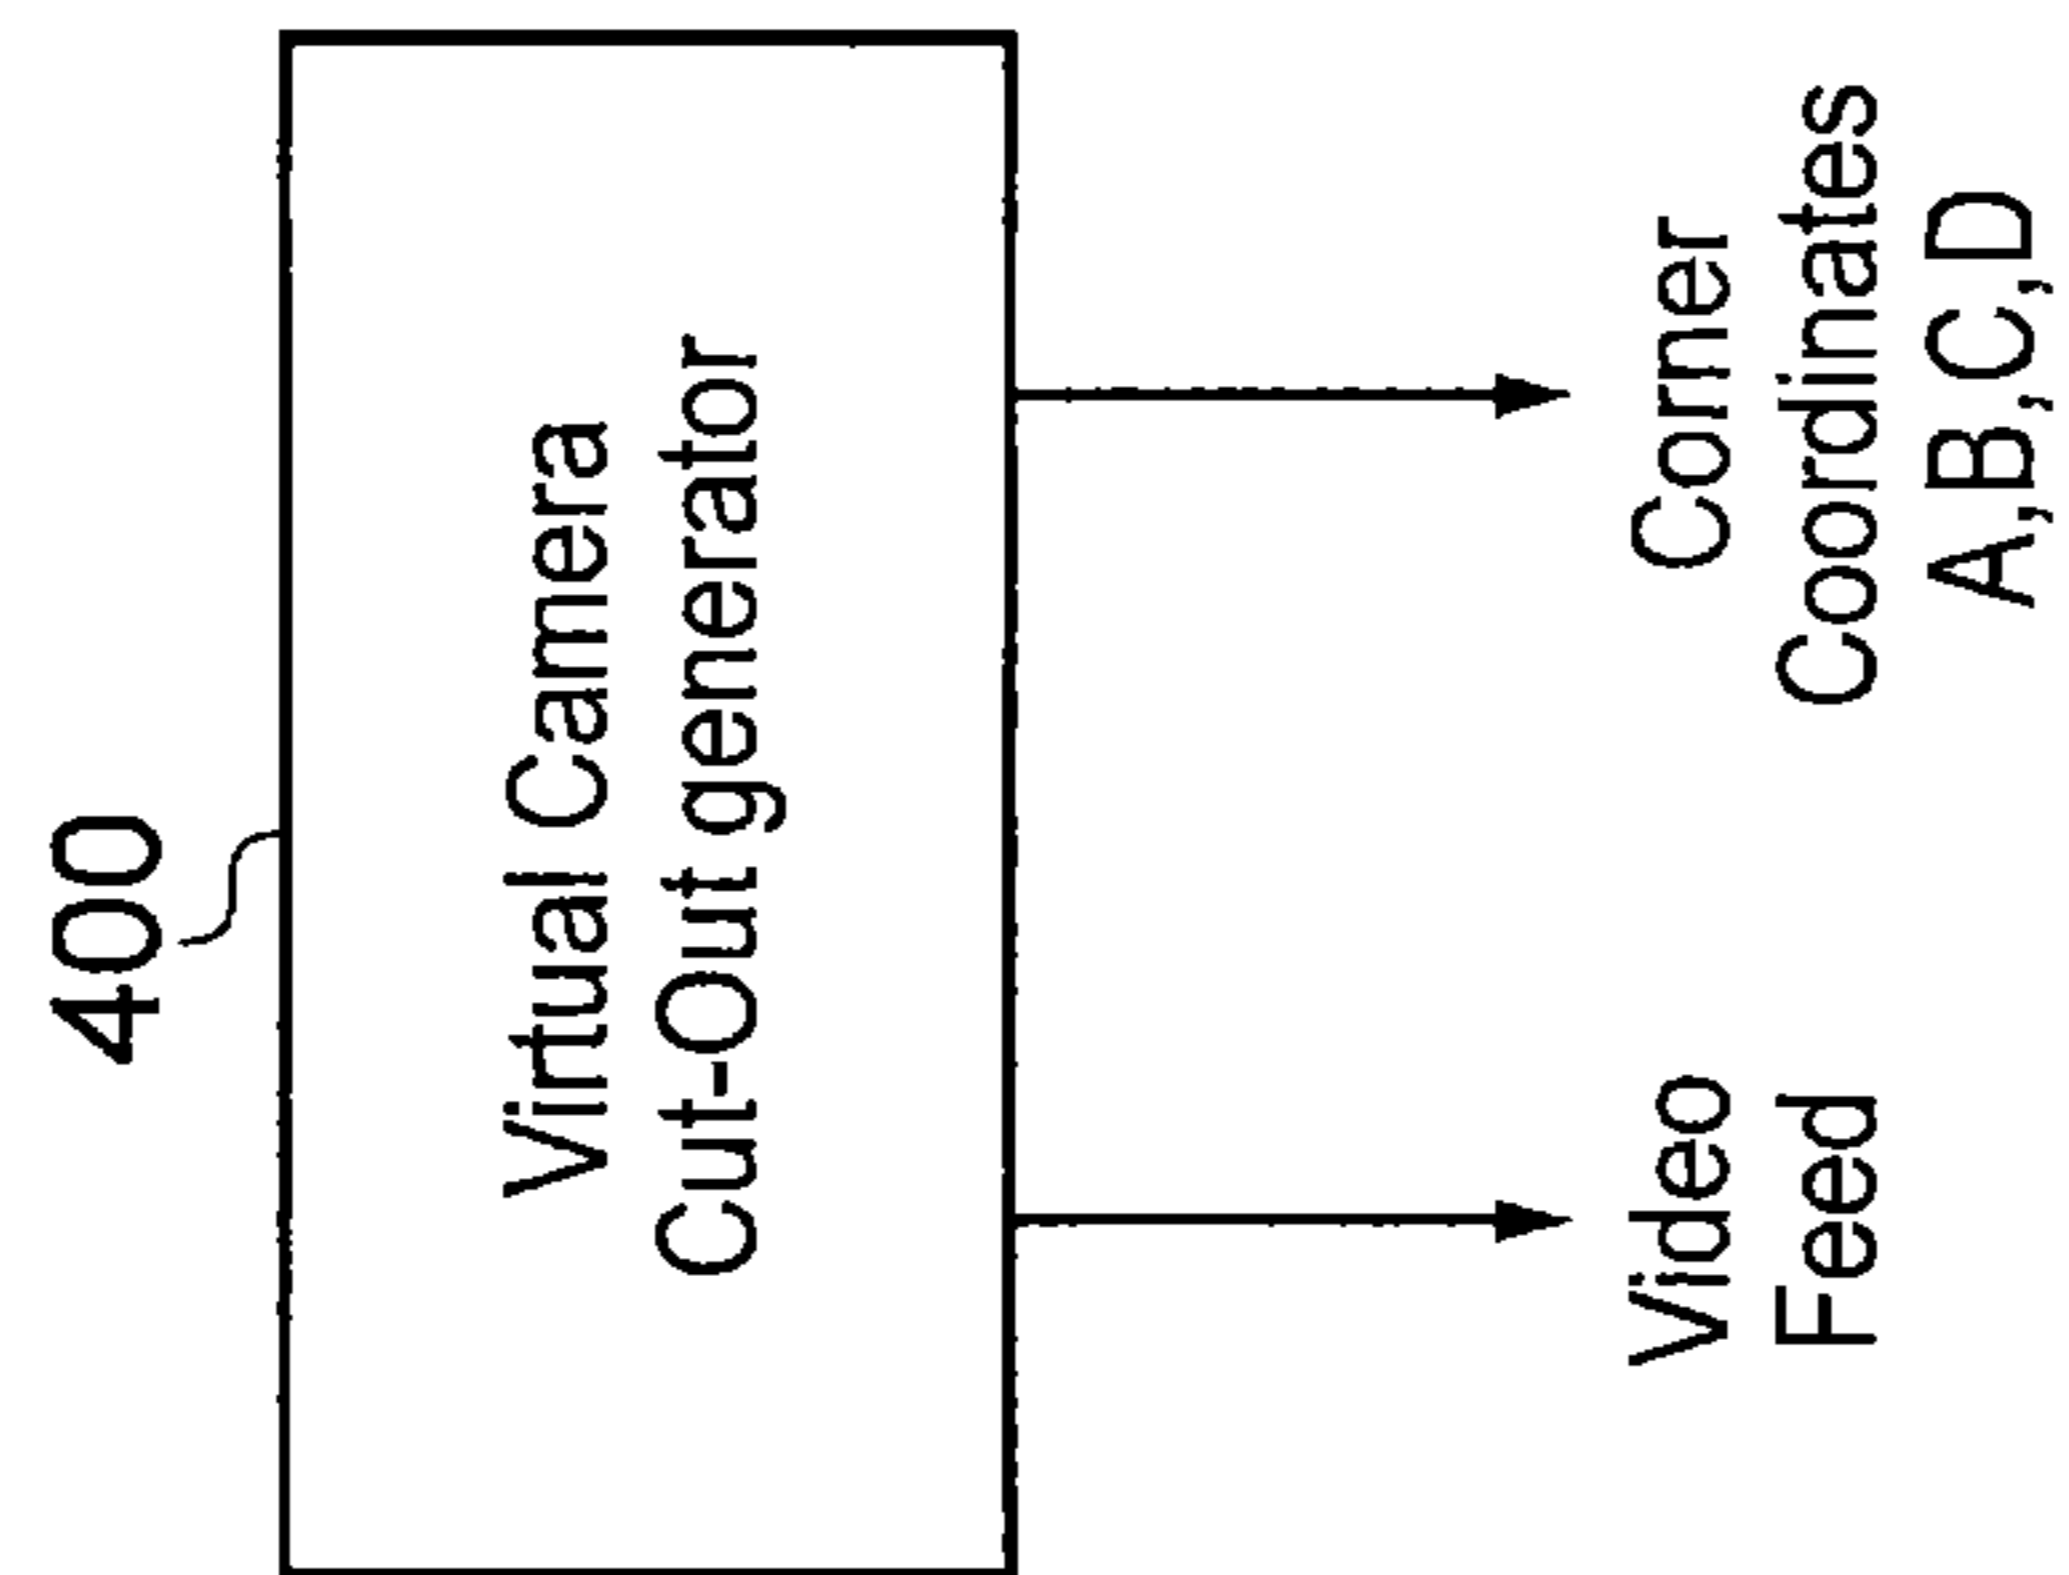 400
Virtual Camera
Cut-Out generator
Video
Feed
Corner
Coordinates
A,B,C,D